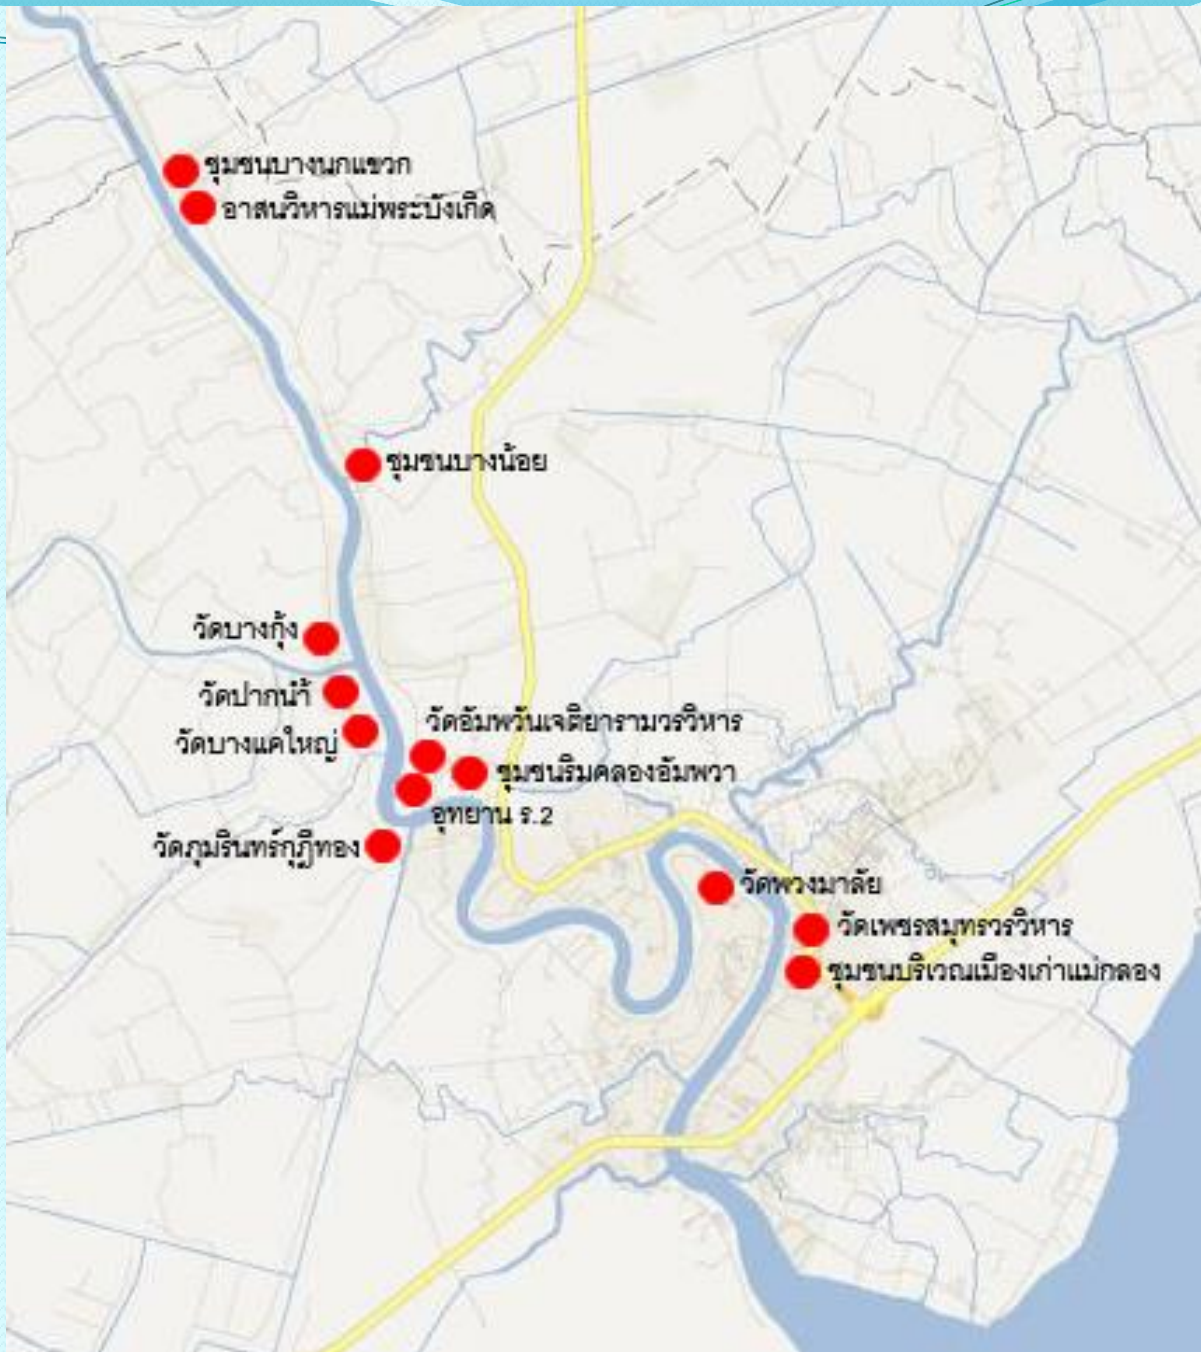 ชุมชนบางนกแขวก
อาสนวิหารแม่พระบังเกิด
ชุมชนบางน้อย
วัดบางกุ้ง
วัดปากน้ำ
วัดบางแคใหญ่
วัดอัมพวันเจติยารามวรวิหาร
ชุมชนริมคลองอัมพวา
อุทยาน ร.2
วัดภุมรินทร์กุฎีทอง
วัดพวงมาลัย
วัดเพชรสมุทรวรวิหาร
ชุมชนบริเวณเมืองเก่าแม่กลอง